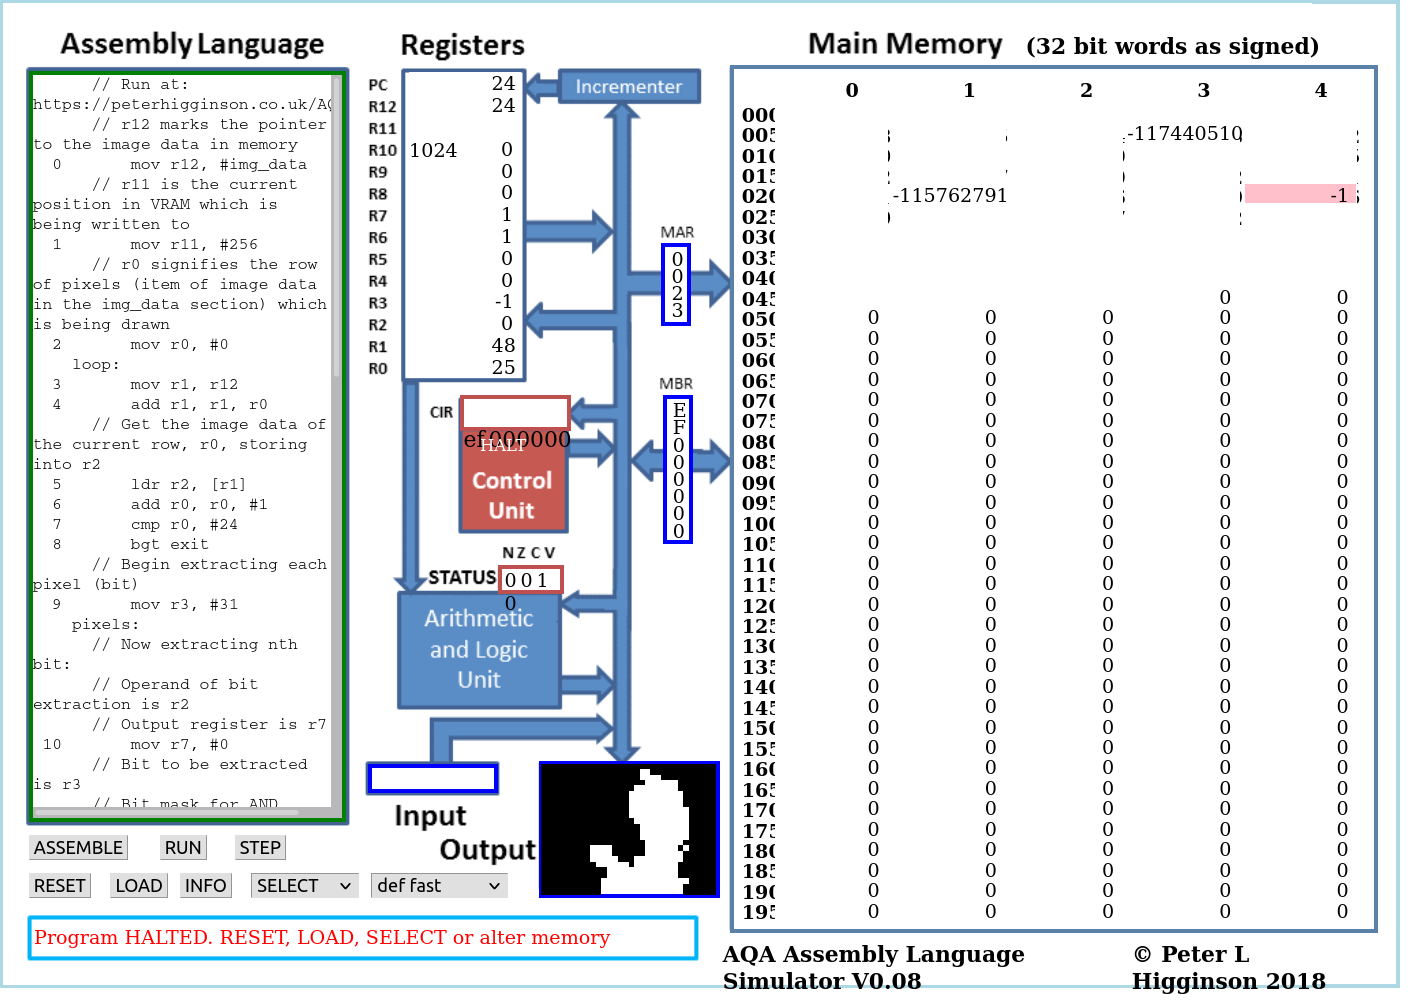 Assembly Language
// Run at:
https://peterhigginson.co.uk/AQ
// r12 marks the pointer
to the image data in memory
0 mov r12, #img_data
// r11 is the current
position in VRAM which is
being written to
1 mov r11, #256
// r0 signifies the row
of pixels (item of image data
in the img_data section) which
is being drawn
2 mov r0, #0
loop:
3 mov r1, r12
4 add r1, r1, r0
// Get the image data of
the current row, r0, storing
into r2
5 ldr r2, [r1]
6 add r0, r0, #1
7 cmp r0, #24
8 bgt exit
// Begin extracting each
pixel (bit)
9 mov r3, #31
pixels:
// Now extracting nth
bit:
// Operand of bit
extraction is r2
// Output register is r7
10 mov r7, #0
// Bit to be extracted
is r3
// Bit mask for AND
ASSEMBLE RUN STEP
RESET LOAD INFO SELECT def fast
Program HALTED. RESET, LOAD, SELECT or alter memory
Registers
PC 24
R12 24
R11
R10 1024 0
R9 0
R8 0
R7 1
R6 1
R5 0
R4 0
R3 -1
R2 0
R1 48
R0 25
Incrementer
MAR
0
0
2
3
MBR
E
F
0
0
0
0
0
0
CIR
ef000000
HALT
Control
Unit
N Z C V
STATUS 0 0 1
0
Arithmetic
and Logic
Unit
Input
Output
Main Memory (32 bit words as signed)
0 1 2 3 4
000
005 -117440510
010
015
020 -115762791 -1
025
030
035
040
045 0 0
050 0 0 0 0 0
055 0 0 0 0 0
060 0 0 0 0 0
065 0 0 0 0 0
070 0 0 0 0 0
075 0 0 0 0 0
080 0 0 0 0 0
085 0 0 0 0 0
090 0 0 0 0 0
095 0 0 0 0 0
100 0 0 0 0 0
105 0 0 0 0 0
110 0 0 0 0 0
115 0 0 0 0 0
120 0 0 0 0 0
125 0 0 0 0 0
130 0 0 0 0 0
135 0 0 0 0 0
140 0 0 0 0 0
145 0 0 0 0 0
150 0 0 0 0 0
155 0 0 0 0 0
160 0 0 0 0 0
165 0 0 0 0 0
170 0 0 0 0 0
175 0 0 0 0 0
180 0 0 0 0 0
185 0 0 0 0 0
190 0 0 0 0 0
195 0 0 0 0 0
AQA Assembly Language
Simulator V0.08
© Peter L
Higginson 2018